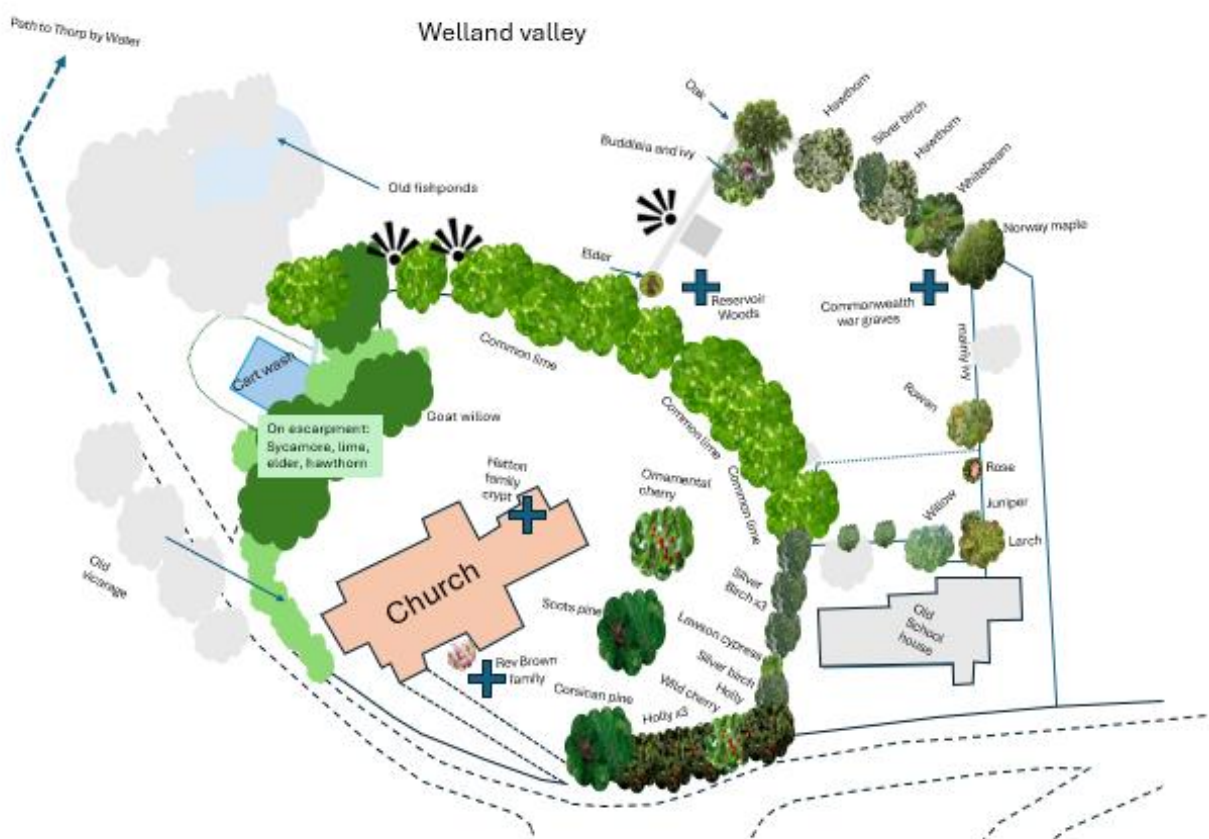 Welland valley
Path to Thorp by Water
Oak
Hawthorn
Silver birch
Hawthorn
Buddleia and ivy
Whitebeam
Old fishponds
Norway maple
Elder
Reservoir
Woods
Commonwealth
war graves
mainly ivy
Common lime
Cart wash
Goat willow
On escarpment:
Sycamore, lime,
elder, hawthorn
Rowan
Common lime
Hatton
family
crypt
Ornamental
cherry
Common lime
Rose
Willow
Juniper
Larch
Old
vicarage
Church
Silver
Birch x3
Scots pine
Lawson cypress
Old
School
house
Rev Brown
family
Silver birch
Holly
Wild cherry
Corsican pine
Holly x3